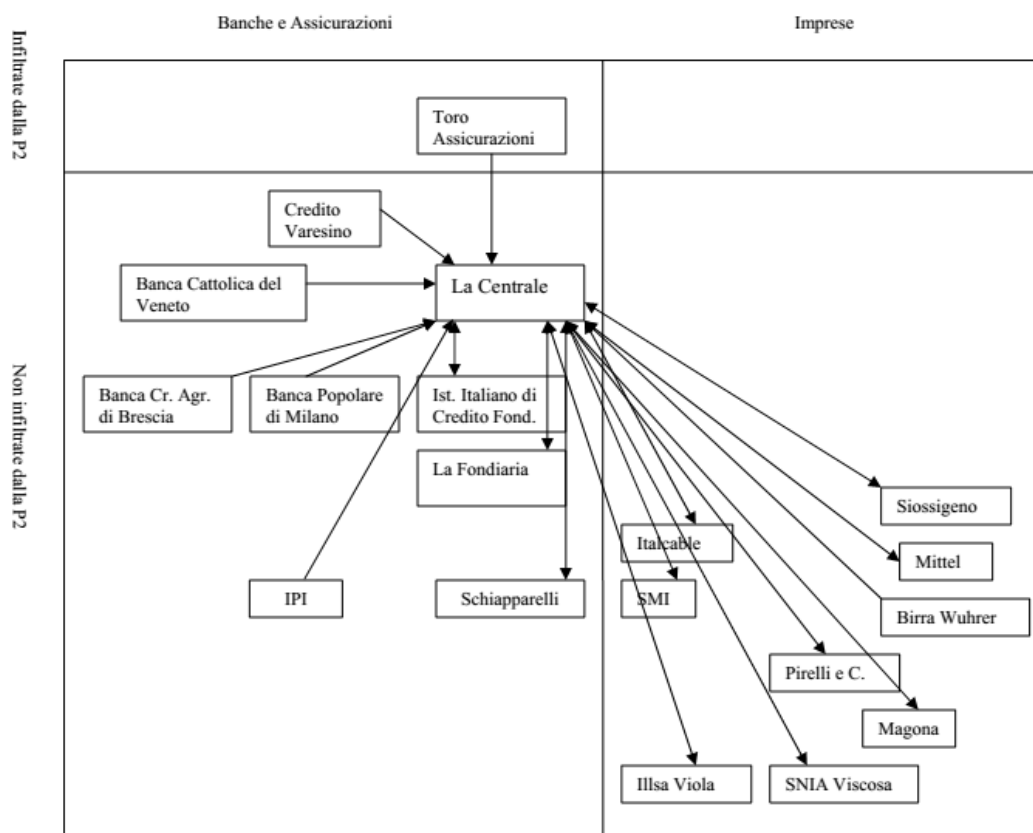 Banche e Assicurazioni
Imprese
Infiltrate dalla P2
Toro
Assicurazioni
Non infiltrate dalla P2
Credito
Varesino
Banca Cattolica del
Veneto
La Centrale
Banca Cr. Agr.
di Brescia
Banca Popolare
di Milano
Ist. Italiano di
Credito Fond.
La Fondiaria
Siossigeno
Italcable
Mittel
IPI
Schiapparelli
SMI
Birra Wuhrer
Pirelli e C.
Magona
Illsa Viola
SNIA Viscosa